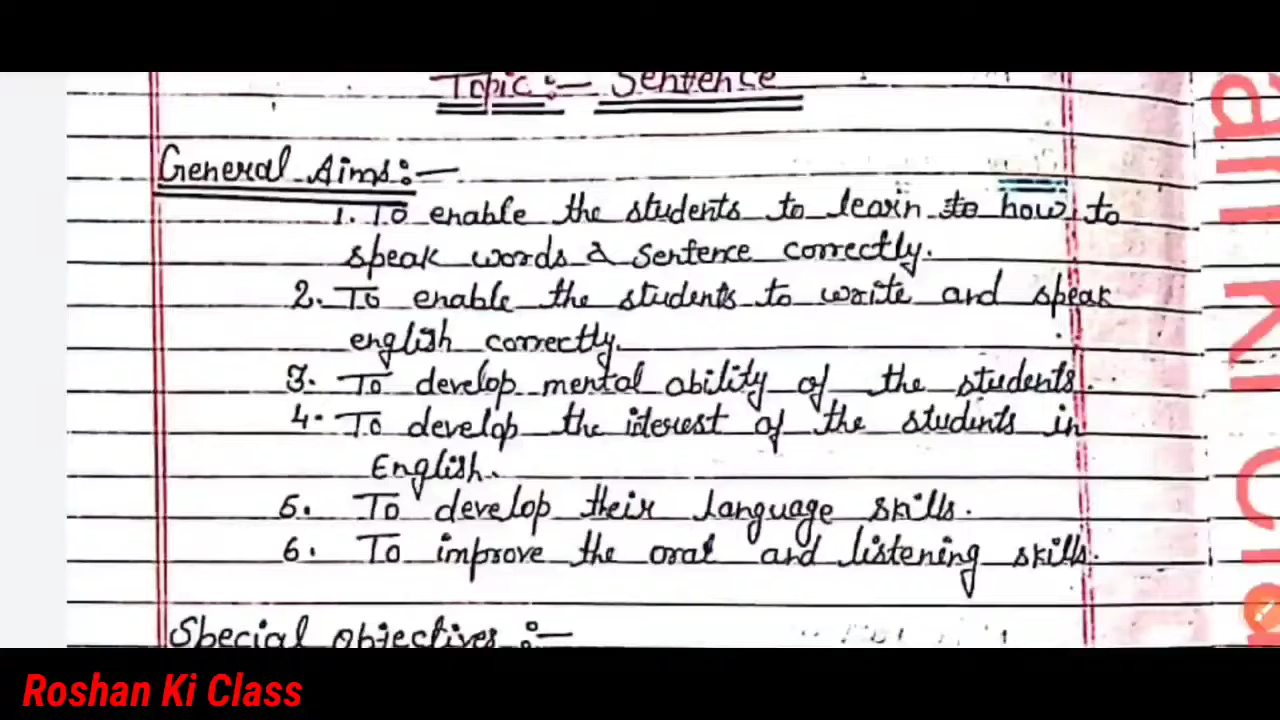 Topic :- Sentence
General Aims :-
1. To enable the students to learn to how to
speak words & sentence correctly.
2. To enable the students to write and speak
english correctly.
3. To develop mental ability of the students.
4. To develop the interest of the students in
English.
5. To develop their language skills.
6. To improve the oral and listening skills.
Special objectives :-
Roshan Ki Class